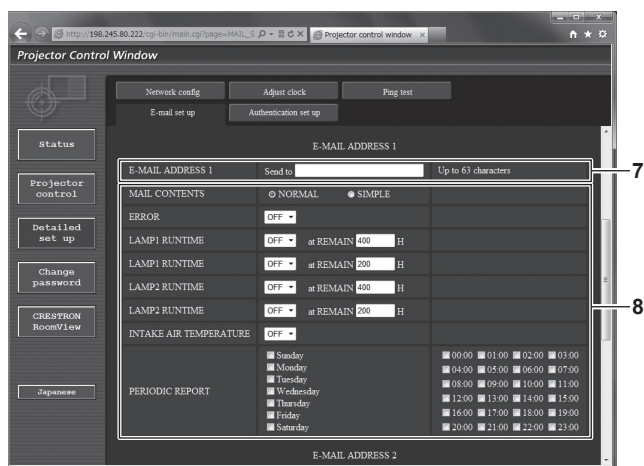 http://198.245.80.222/cgi-bin/main.cgi?page=MAIL_S
Projector control window
Projector Control Window
Network config Adjust clock Ping test
E-mail set up Authentication set up
Status
Projector control
Detailed set up
Change password
CRESTRON RoomView
Japanese
E-MAIL ADDRESS 1
E-MAIL ADDRESS 1 Send to Up to 63 characters
7
MAIL CONTENTS NORMAL SIMPLE
ERROR OFF
LAMP1 RUNTIME OFF at REMAIN 400 H
LAMP1 RUNTIME OFF at REMAIN 200 H
LAMP2 RUNTIME OFF at REMAIN 400 H
LAMP2 RUNTIME OFF at REMAIN 200 H
8
INTAKE AIR TEMPERATURE OFF
PERIODIC REPORT
Sunday
Monday
Tuesday
Wednesday
Thursday
Friday
Saturday
00:00 01:00 02:00 03:00
04:00 05:00 06:00 07:00
08:00 09:00 10:00 11:00
12:00 13:00 14:00 15:00
16:00 17:00 18:00 19:00
20:00 21:00 22:00 23:00
E-MAIL ADDRESS 2